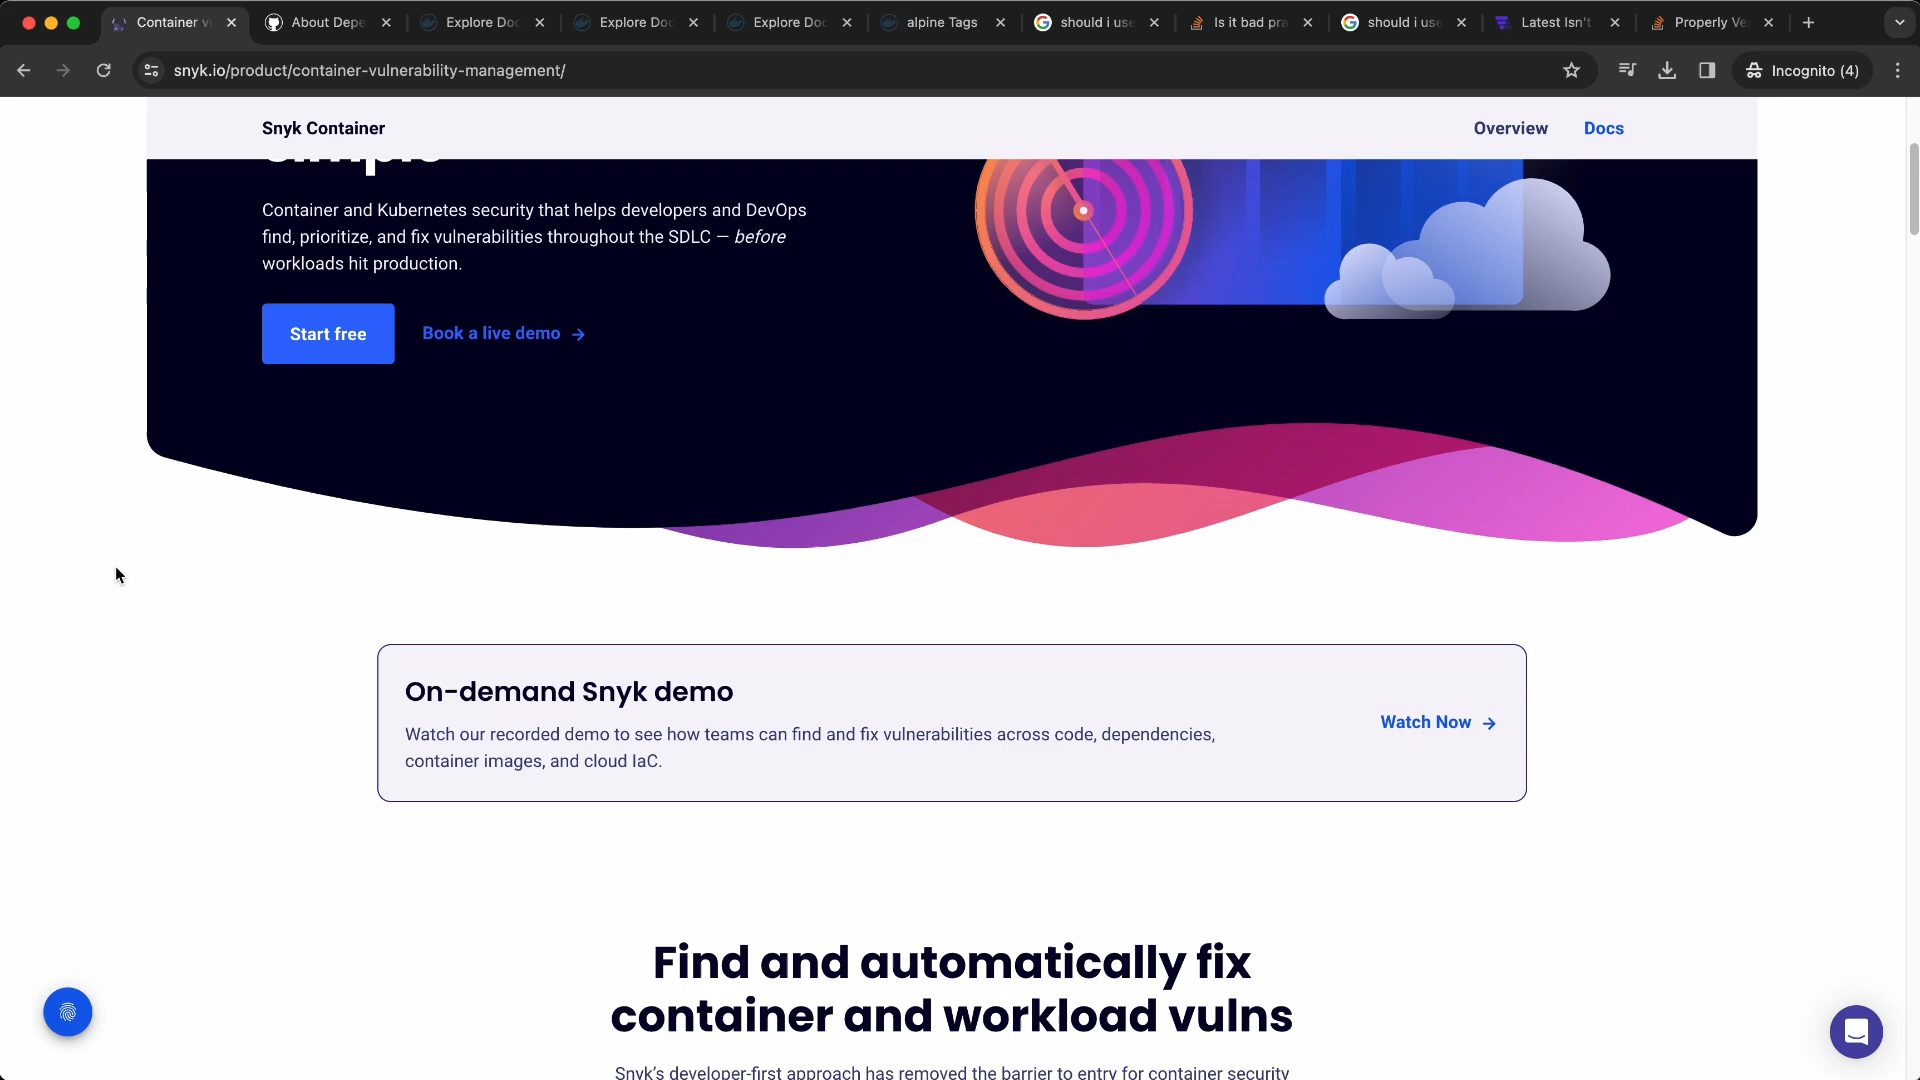 Container v
About Depe
Explore Doc
Explore Doc
Explore Doc
alpine Tags
should i use
Is it bad pra
should i use
Latest Isn't
Properly Ve
snyk.io/product/container-vulnerability-management/
Incognito (4)
Snyk Container
Overview
Docs
Container and Kubernetes security that helps developers and DevOps
find, prioritize, and fix vulnerabilities throughout the SDLC — before
workloads hit production.
Start free
Book a live demo →
On-demand Snyk demo
Watch our recorded demo to see how teams can find and fix vulnerabilities across code, dependencies,
container images, and cloud IaC.
Watch Now →
Find and automatically fix
container and workload vulns
Snyk's developer-first approach has removed the barrier to entry for container security